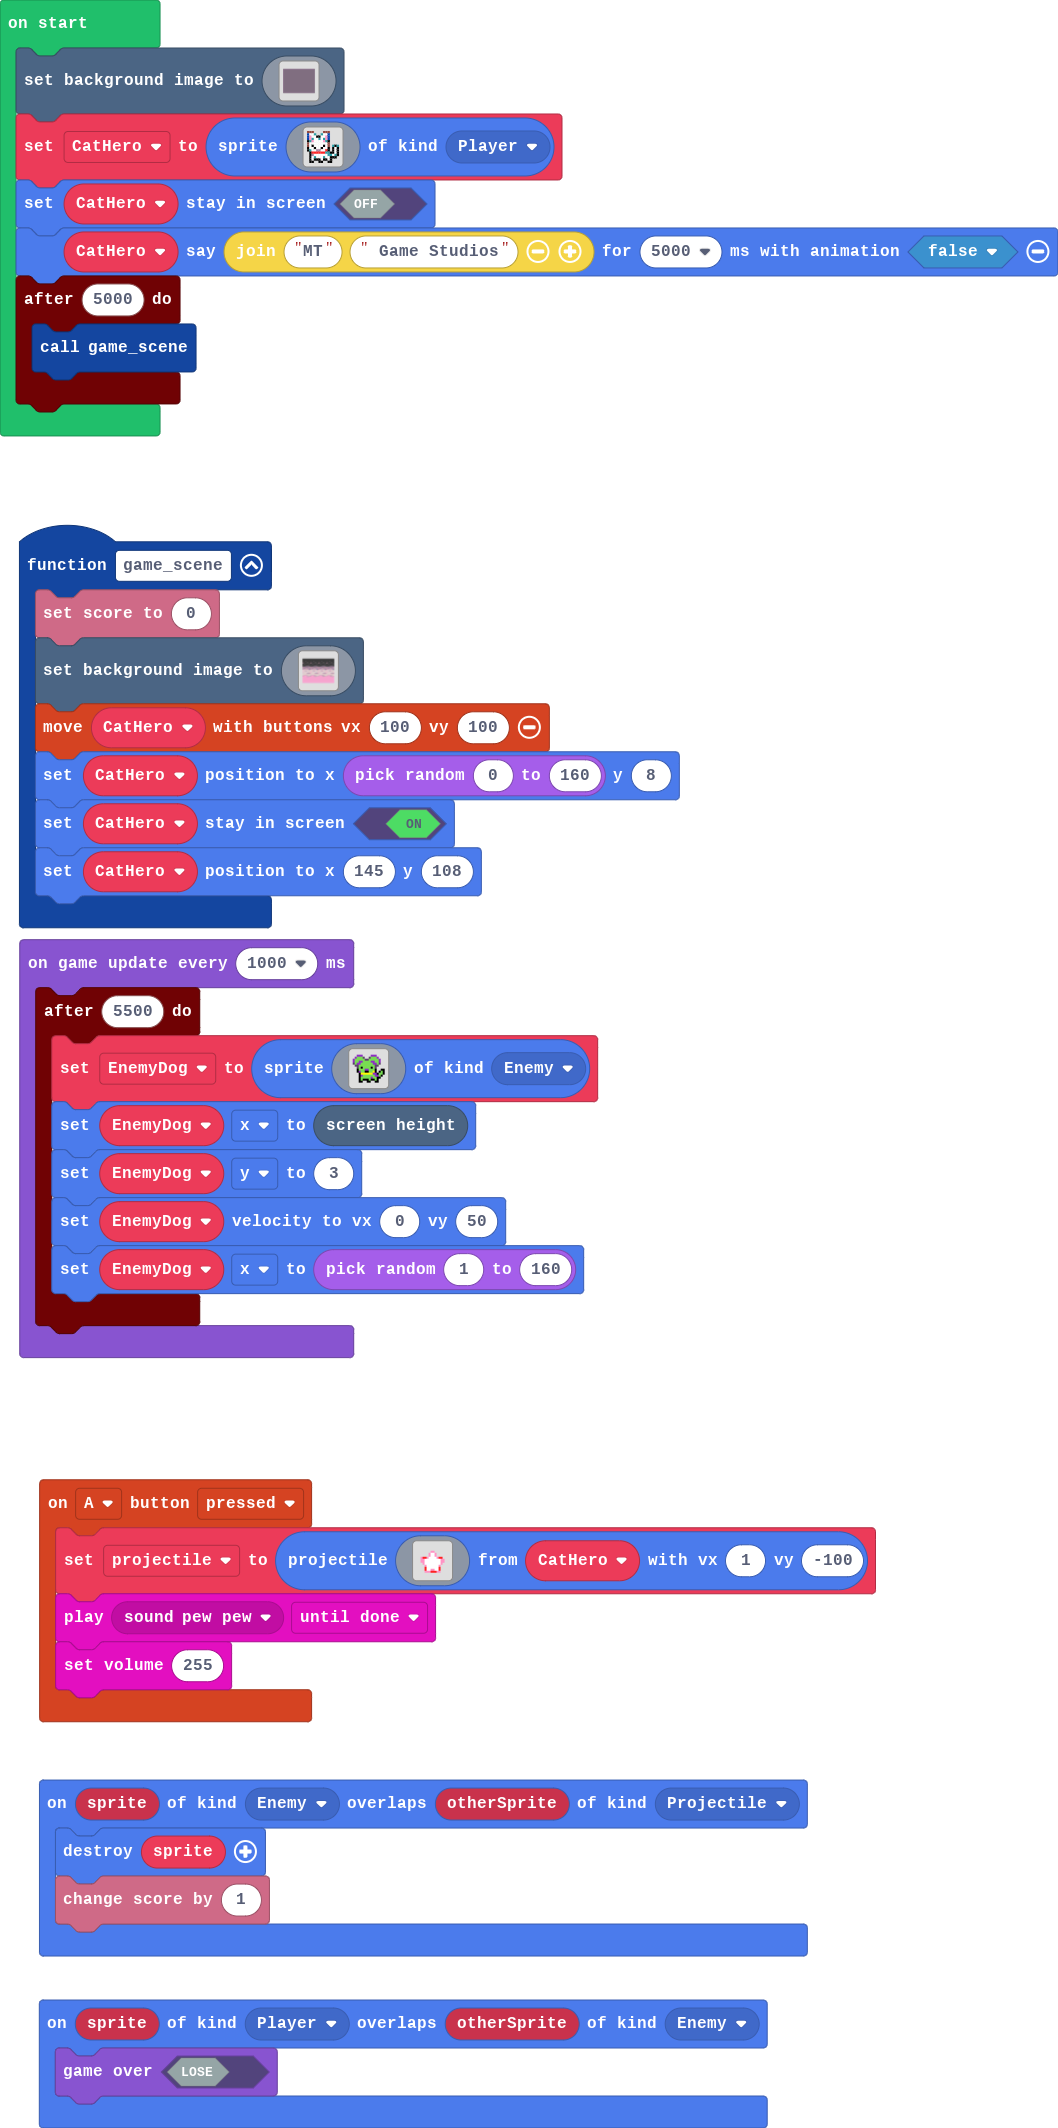 on start
set background image to
set CatHero to sprite of kind Player
set CatHero stay in screen OFF
CatHero say join "MT" " Game Studios" for 5000 ms with animation false
after 5000 do
call game_scene
function game_scene
set score to 0
set background image to
move CatHero with buttons vx 100 vy 100
set CatHero position to x pick random 0 to 160 y 8
set CatHero stay in screen ON
set CatHero position to x 145 y 108
on game update every 1000 ms
after 5500 do
set EnemyDog to sprite of kind Enemy
set EnemyDog x to screen height
set EnemyDog y to 3
set EnemyDog velocity to vx 0 vy 50
set EnemyDog x to pick random 1 to 160
on A button pressed
set projectile to projectile from CatHero with vx 1 vy -100
play sound pew pew until done
set volume 255
on sprite of kind Enemy overlaps otherSprite of kind Projectile
destroy sprite
change score by 1
on sprite of kind Player overlaps otherSprite of kind Enemy
game over LOSE